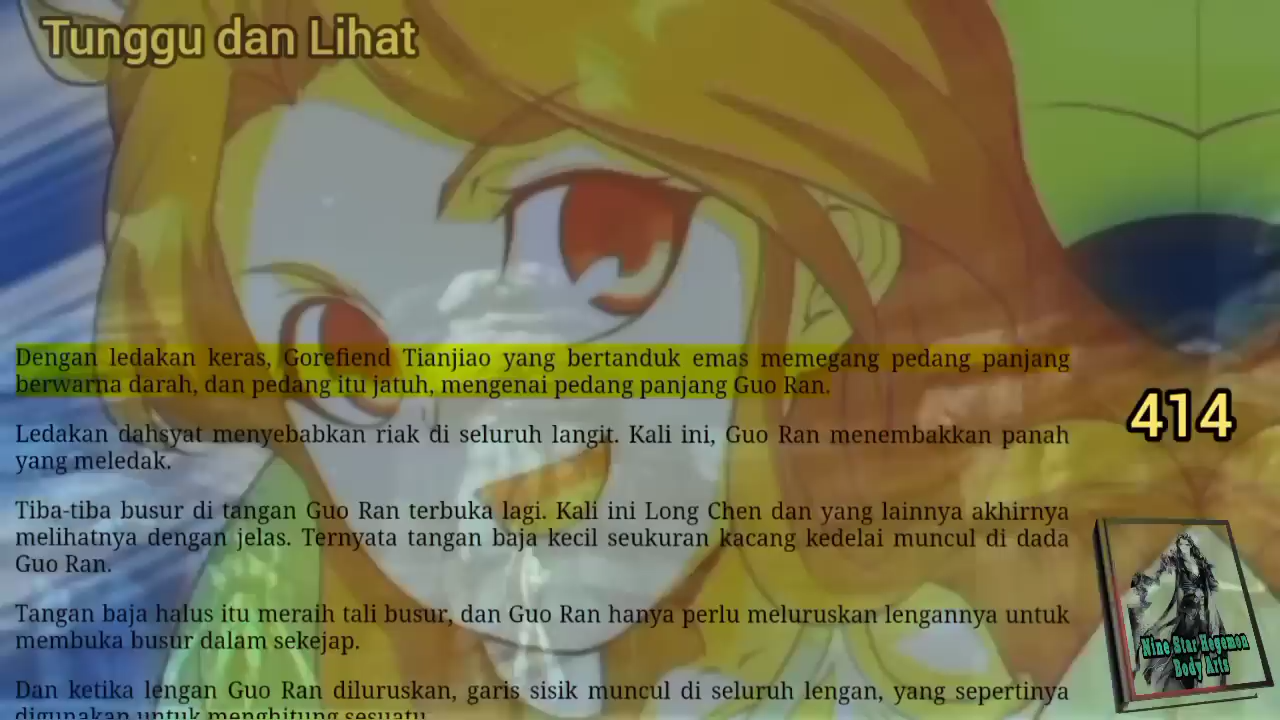 Tunggu dan Lihat
Dengan ledakan keras, Gorefiend Tianjiao yang bertanduk emas memegang pedang panjang
berwarna darah, dan pedang itu jatuh, mengenai pedang panjang Guo Ran.
Ledakan dahsyat menyebabkan riak di seluruh langit. Kali ini, Guo Ran menembakkan panah
yang meledak.
Tiba-tiba busur di tangan Guo Ran terbuka lagi. Kali ini Long Chen dan yang lainnya akhirnya
melihatnya dengan jelas. Ternyata tangan baja kecil seukuran kacang kedelai muncul di dada
Guo Ran.
Tangan baja halus itu meraih tali busur, dan Guo Ran hanya perlu meluruskan lengannya untuk
membuka busur dalam sekejap.
Dan ketika lengan Guo Ran diluruskan, garis sisik muncul di seluruh lengan, yang sepertinya
digunakan untuk menghitung sesuatu.
414
Nine Star Hegemon
Body Arts